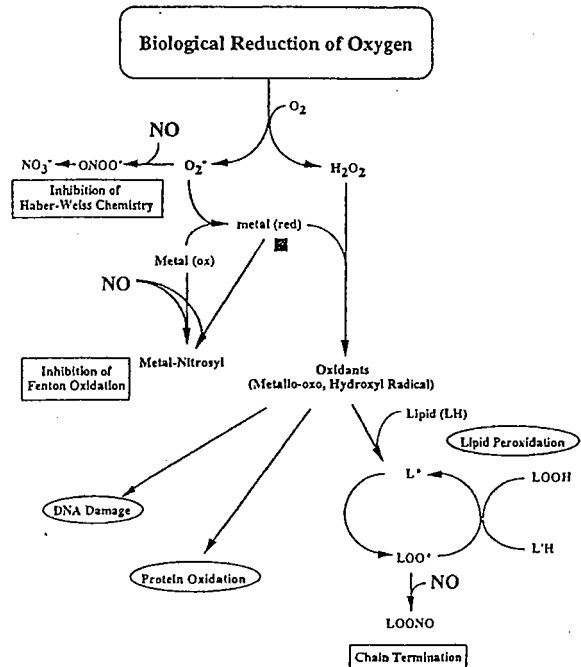 Biological Reduction of Oxygen
O₂
NO
NO₃⁻ ONOO⁻ O₂⁻ H₂O₂
Inhibition of
Haber-Weiss Chemistry
metal (red)
Metal (ox)
NO
Metal-Nitrosyl
Inhibition of
Fenton Oxidation
Oxidants
(Metallo-oxo, Hydroxyl Radical)
Lipid (LH)
Lipid Peroxidation
L•
LOOH
DNA Damage
LOO•
L'H
Protein Oxidation
NO
LOONO
Chain Termination